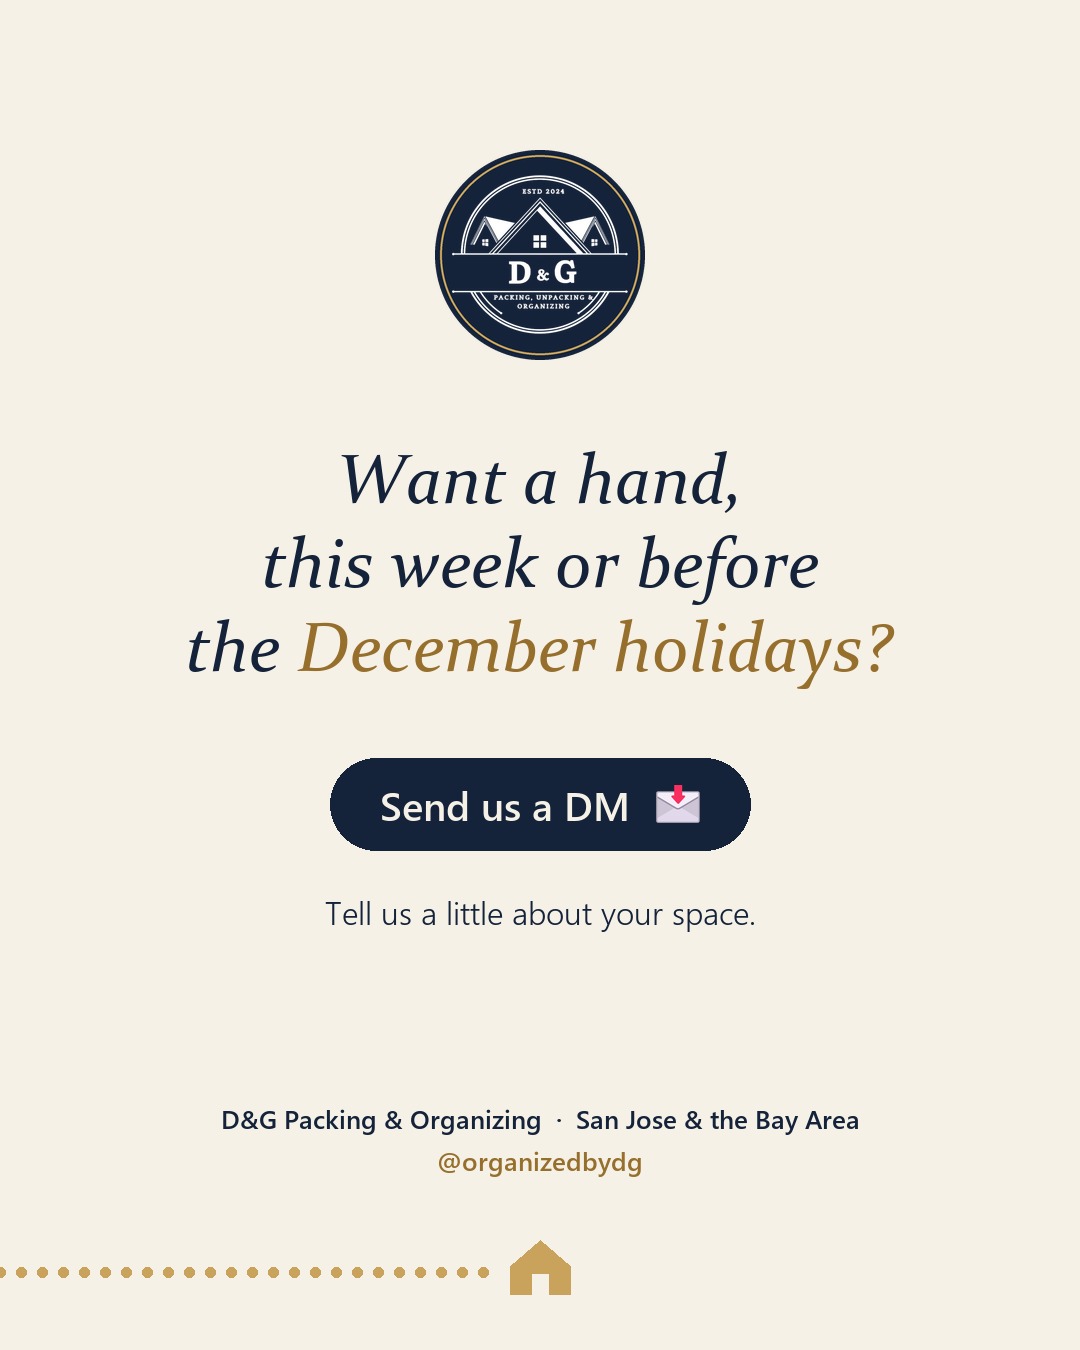 ESTD 2024
D & G
PACKING, UNPACKING &
ORGANIZING
Want a hand,
this week or before
the December holidays?
Send us a DM 📩
Tell us a little about your space.
D&G Packing & Organizing · San Jose & the Bay Area
@organizedbydg